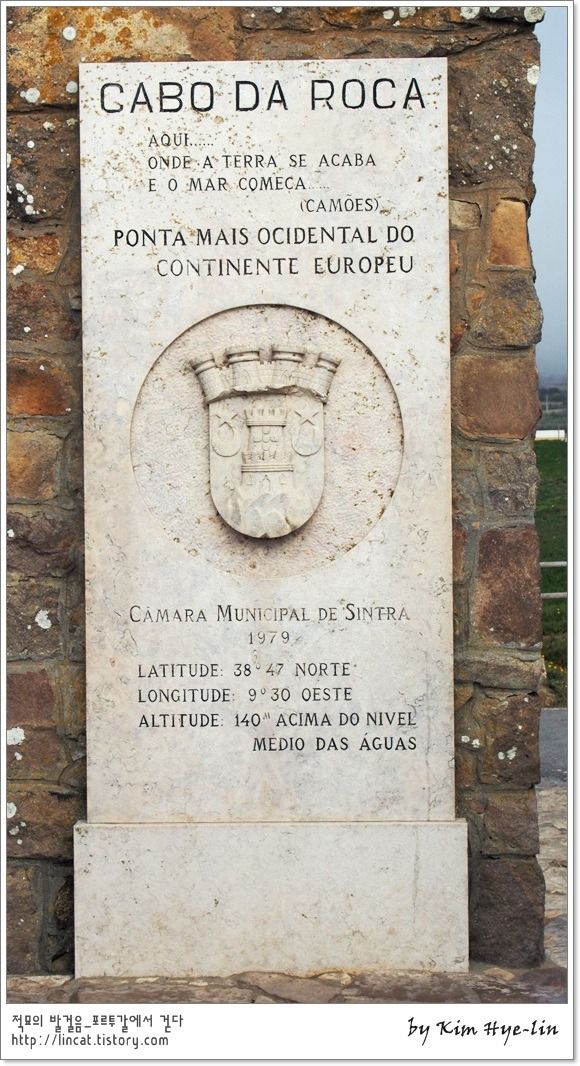 CABO DA ROCA
AQUI......
ONDE A TERRA SE ACABA
E O MAR COMEÇA......
(CAMÕES)
PONTA MAIS OCIDENTAL DO
CONTINENTE EUROPEU
CÂMARA MUNICIPAL DE SINTRA
1979
LATITUDE: 38º 47 NORTE
LONGITUDE: 9º 30 OESTE
ALTITUDE: 140M ACIMA DO NIVEL
MÉDIO DAS ÁGUAS
적묘의 발걸음_포르투갈에서 걷다
http://lincat.tistory.com
by Kim Hye-lin